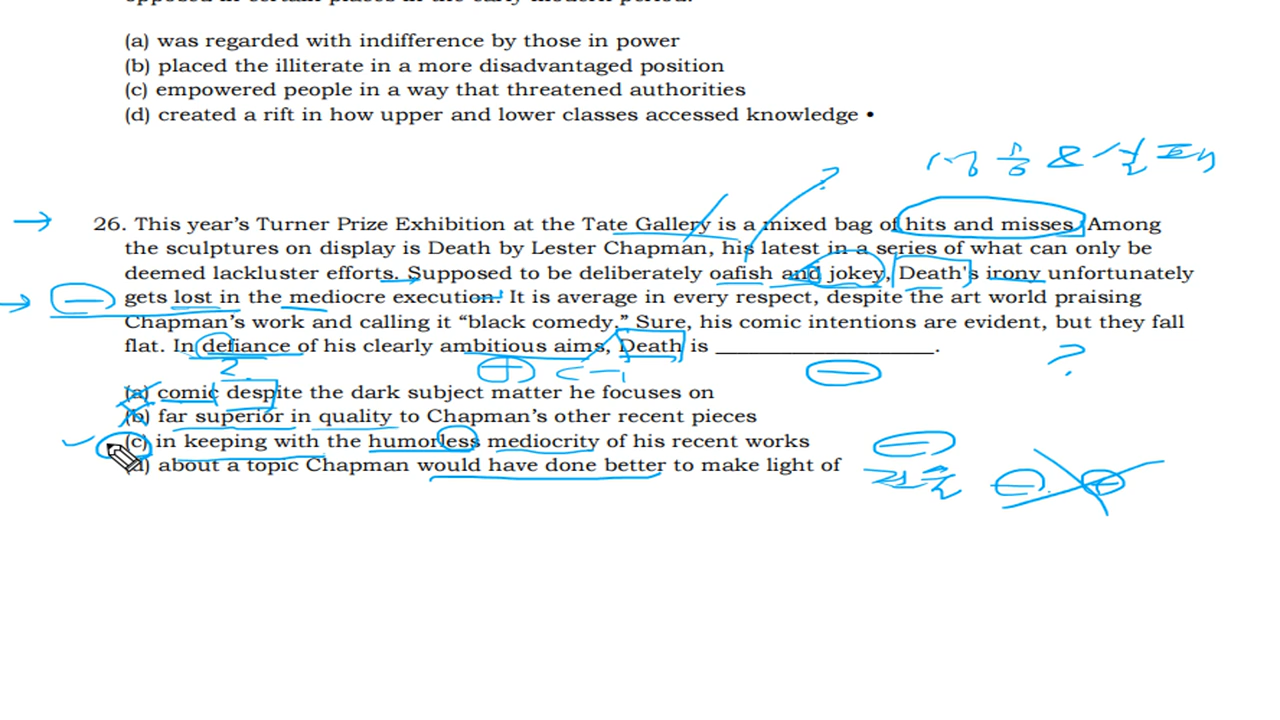 (a) was regarded with indifference by those in power
(b) placed the illiterate in a more disadvantaged position
(c) empowered people in a way that threatened authorities
(d) created a rift in how upper and lower classes accessed knowledge •
성공 & 실패
?
26. This year's Turner Prize Exhibition at the Tate Gallery is a mixed bag of hits and misses. Among
the sculptures on display is Death by Lester Chapman, his latest in a series of what can only be
deemed lackluster efforts. Supposed to be deliberately oafish and jokey, Death's irony unfortunately
gets lost in the mediocre execution. It is average in every respect, despite the art world praising
Chapman's work and calling it “black comedy.” Sure, his comic intentions are evident, but they fall
flat. In defiance of his clearly ambitious aims, Death is ____________________.
?
(a) comic despite the dark subject matter he focuses on
(b) far superior in quality to Chapman's other recent pieces
(c) in keeping with the humorless mediocrity of his recent works
(d) about a topic Chapman would have done better to make light of